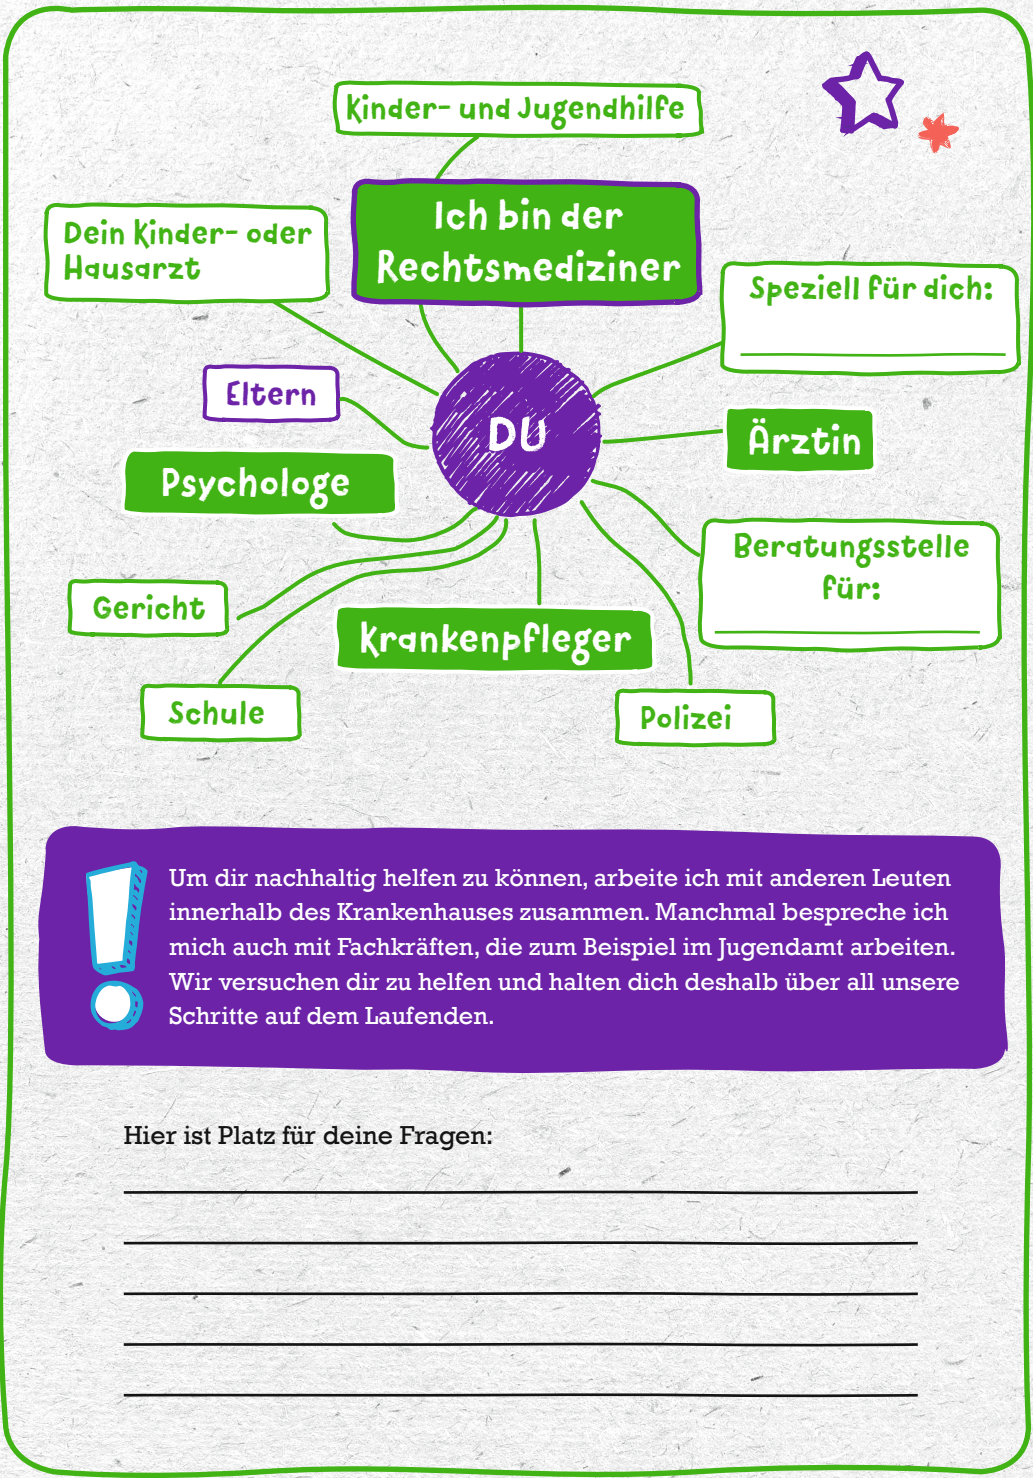 Kinder- und Jugendhilfe
Ich bin der
Rechtsmediziner
Dein Kinder- oder
Hausarzt
Speziell für dich:
Eltern
DU
Ärztin
Psychologe
Beratungsstelle
für:
Gericht
Krankenpfleger
Schule
Polizei
Um dir nachhaltig helfen zu können, arbeite ich mit anderen Leuten
innerhalb des Krankenhauses zusammen. Manchmal bespreche ich
mich auch mit Fachkräften, die zum Beispiel im Jugendamt arbeiten.
Wir versuchen dir zu helfen und halten dich deshalb über all unsere
Schritte auf dem Laufenden.
Hier ist Platz für deine Fragen: